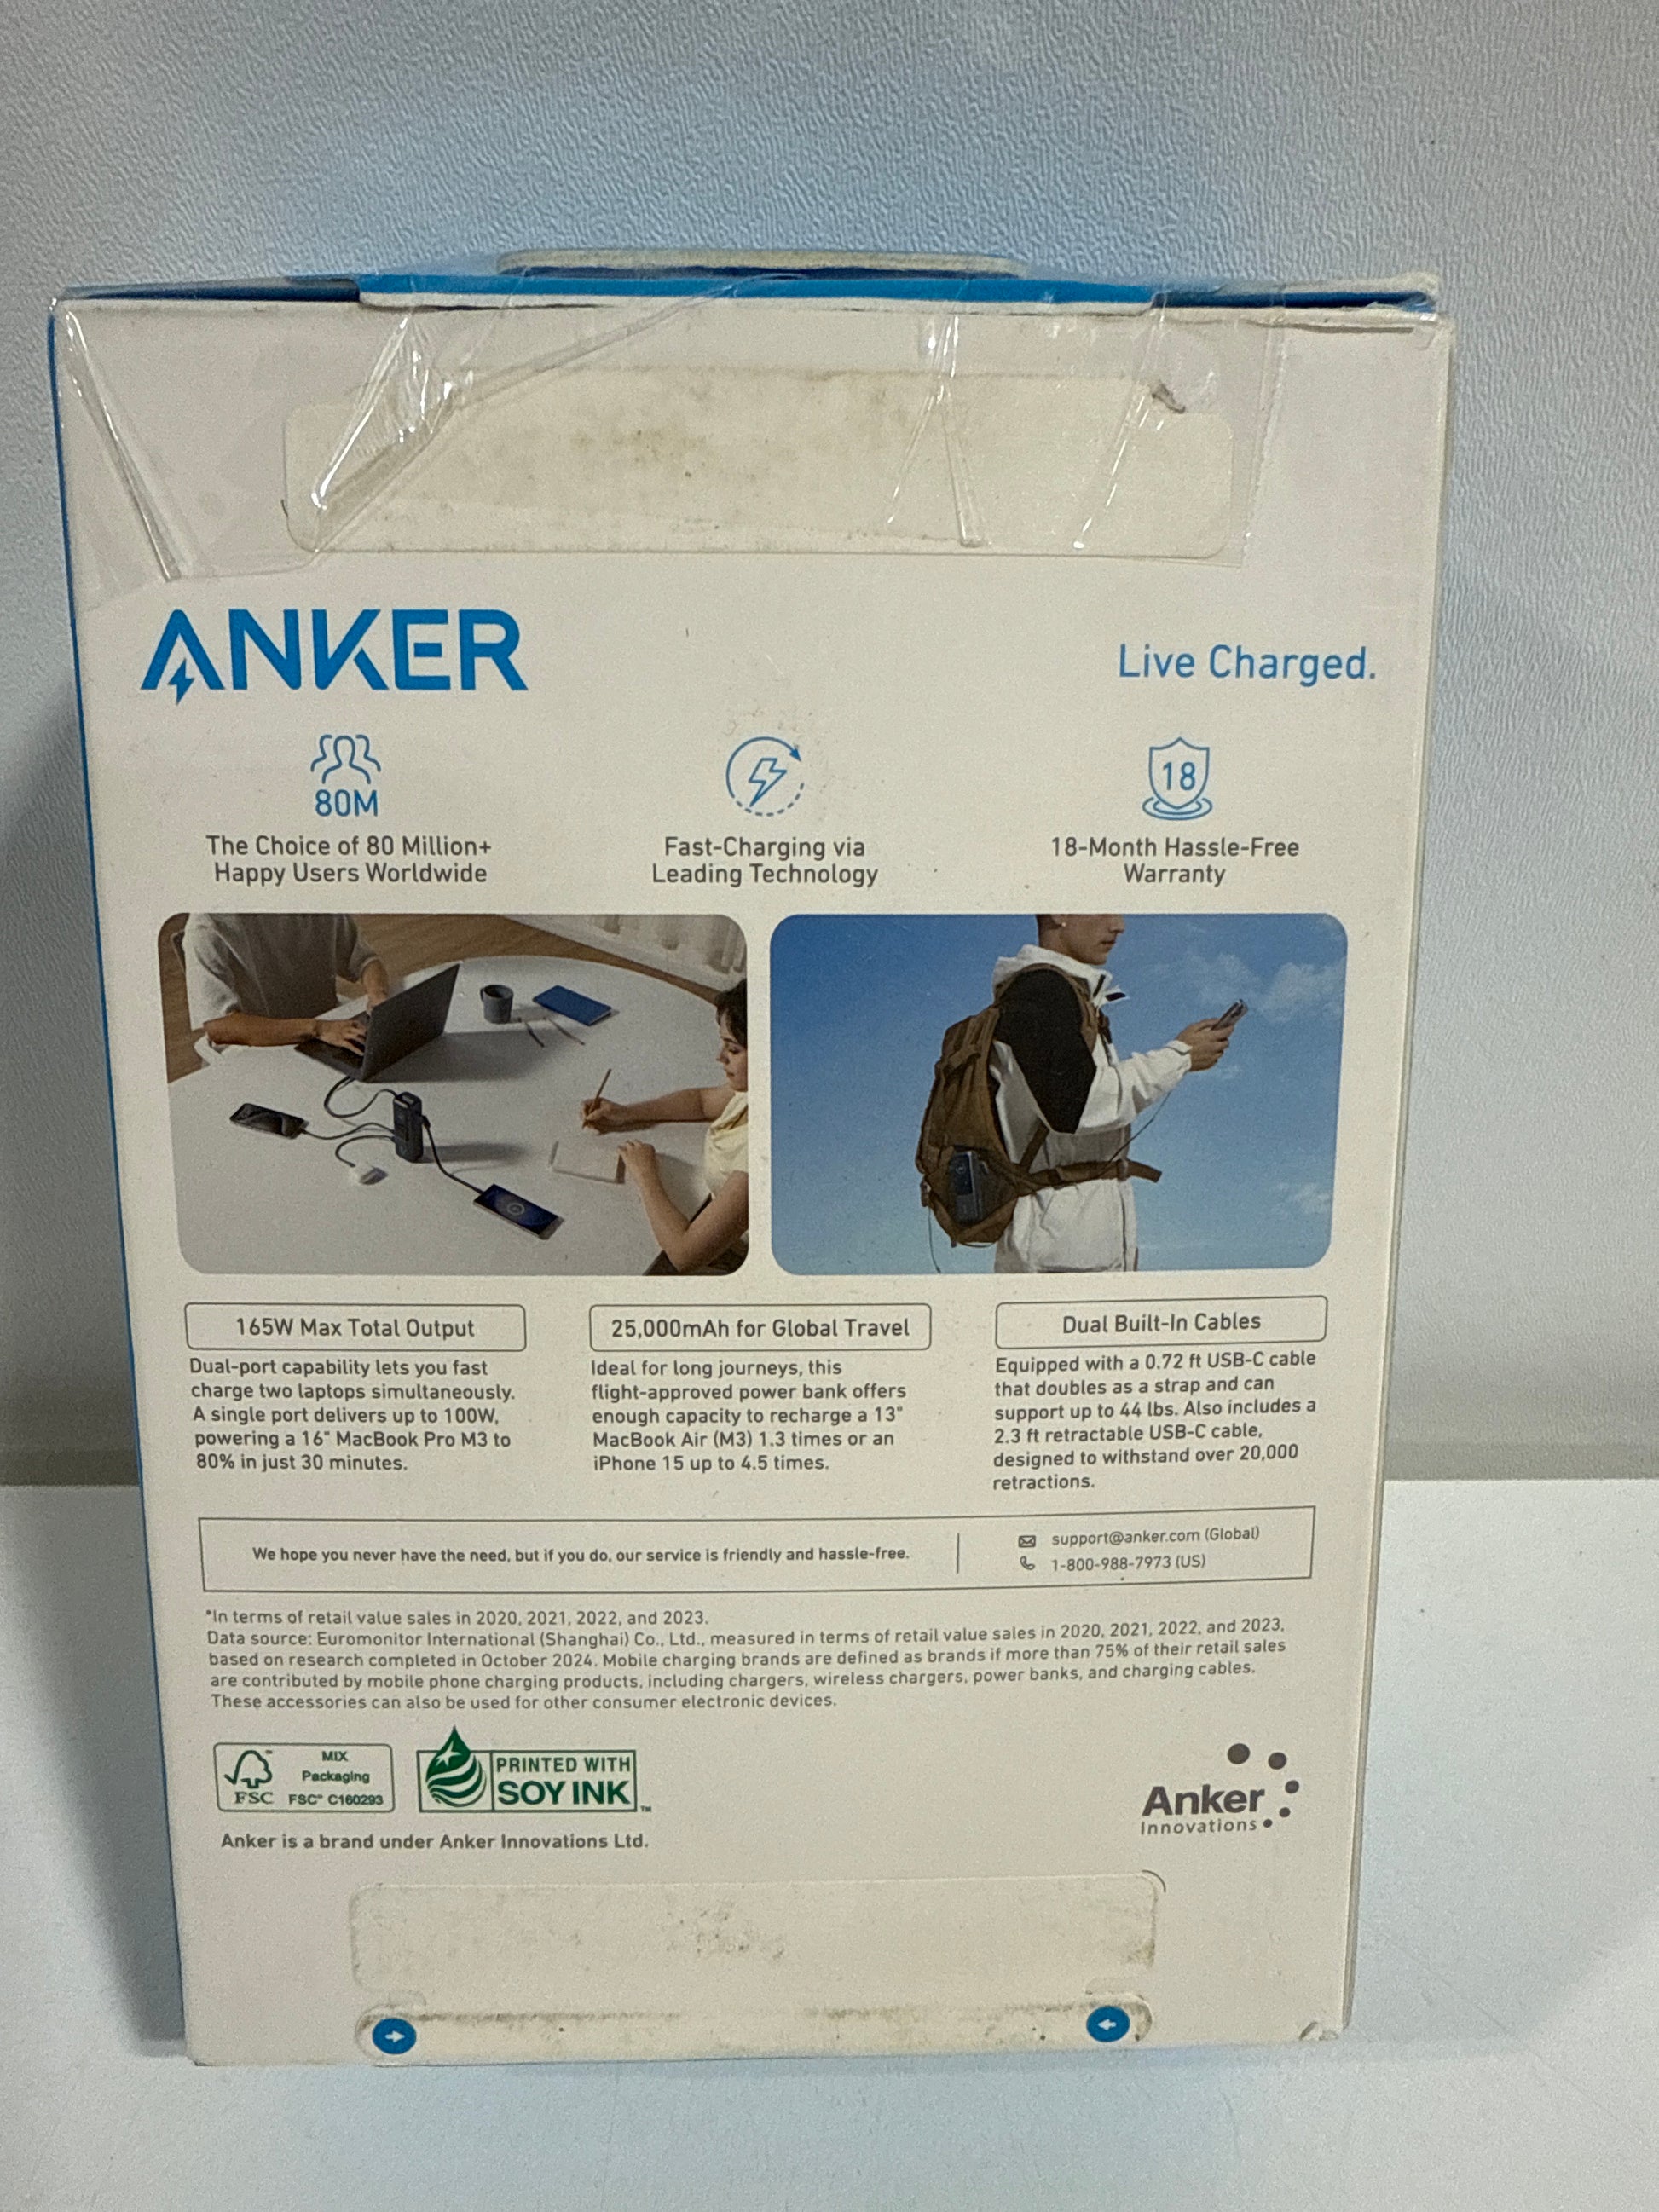 ANKER
Live Charged.
80M
18
The Choice of 80 Million+
Happy Users Worldwide
Fast-Charging via
Leading Technology
18-Month Hassle-Free
Warranty
165W Max Total Output
Dual-port capability lets you fast
charge two laptops simultaneously.
A single port delivers up to 100W,
powering a 16" MacBook Pro M3 to
80% in just 30 minutes.
25,000mAh for Global Travel
Ideal for long journeys, this
flight-approved power bank offers
enough capacity to recharge a 13"
MacBook Air (M3) 1.3 times or an
iPhone 15 up to 4.5 times.
Dual Built-In Cables
Equipped with a 0.72 ft USB-C cable
that doubles as a strap and can
support up to 44 lbs. Also includes a
2.3 ft retractable USB-C cable,
designed to withstand over 20,000
retractions.
We hope you never have the need, but if you do, our service is friendly and hassle-free.
support@anker.com (Global)
1-800-988-7973 (US)
*In terms of retail value sales in 2020, 2021, 2022, and 2023.
Data source: Euromonitor International (Shanghai) Co., Ltd., measured in terms of retail value sales in 2020, 2021, 2022, and 2023,
based on research completed in October 2024. Mobile charging brands are defined as brands if more than 75% of their retail sales
are contributed by mobile phone charging products, including chargers, wireless chargers, power banks, and charging cables.
These accessories can also be used for other consumer electronic devices.
FSC
MIX
Packaging
FSC™ C160293
PRINTED WITH
SOY INK™
Anker
Innovations
Anker is a brand under Anker Innovations Ltd.